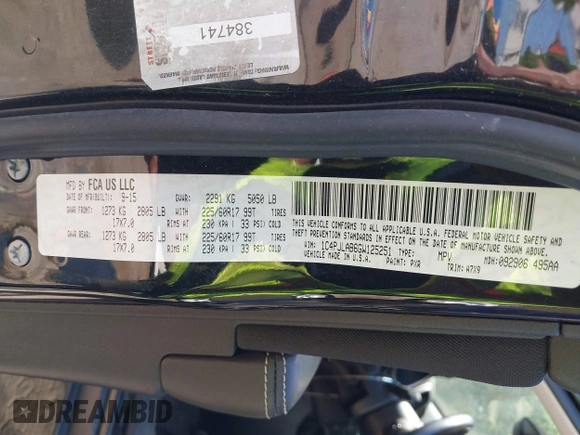 384741
MFD BY: FCA US LLC
DATE OF MFR(BUILT): 9-15 GVWR: 2291 KG 5050 LB
GAWR FRONT: 1273 KG 2805 LB WITH 225/60R17 99T TIRES
17X7.0 RIMS AT 230 KPA/ 33 PSI COLD
GAWR REAR: 1273 KG 2805 LB WITH 225/60R17 99T TIRES
17X7.0 RIMS AT 230 KPA/ 33 PSI COLD
THIS VEHICLE CONFORMS TO ALL APPLICABLE U.S.A. FEDERAL MOTOR VEHICLE SAFETY AND
THEFT PREVENTION STANDARDS IN EFFECT ON THE DATE OF MANUFACTURE SHOWN ABOVE.
VIN: 1C4PJLAB6GW125251 TYPE: MPV MDH: 092906 495AA
VEHICLE MADE IN U.S.A. PAINT: PXR TRIM: A7X9
DREAMBID